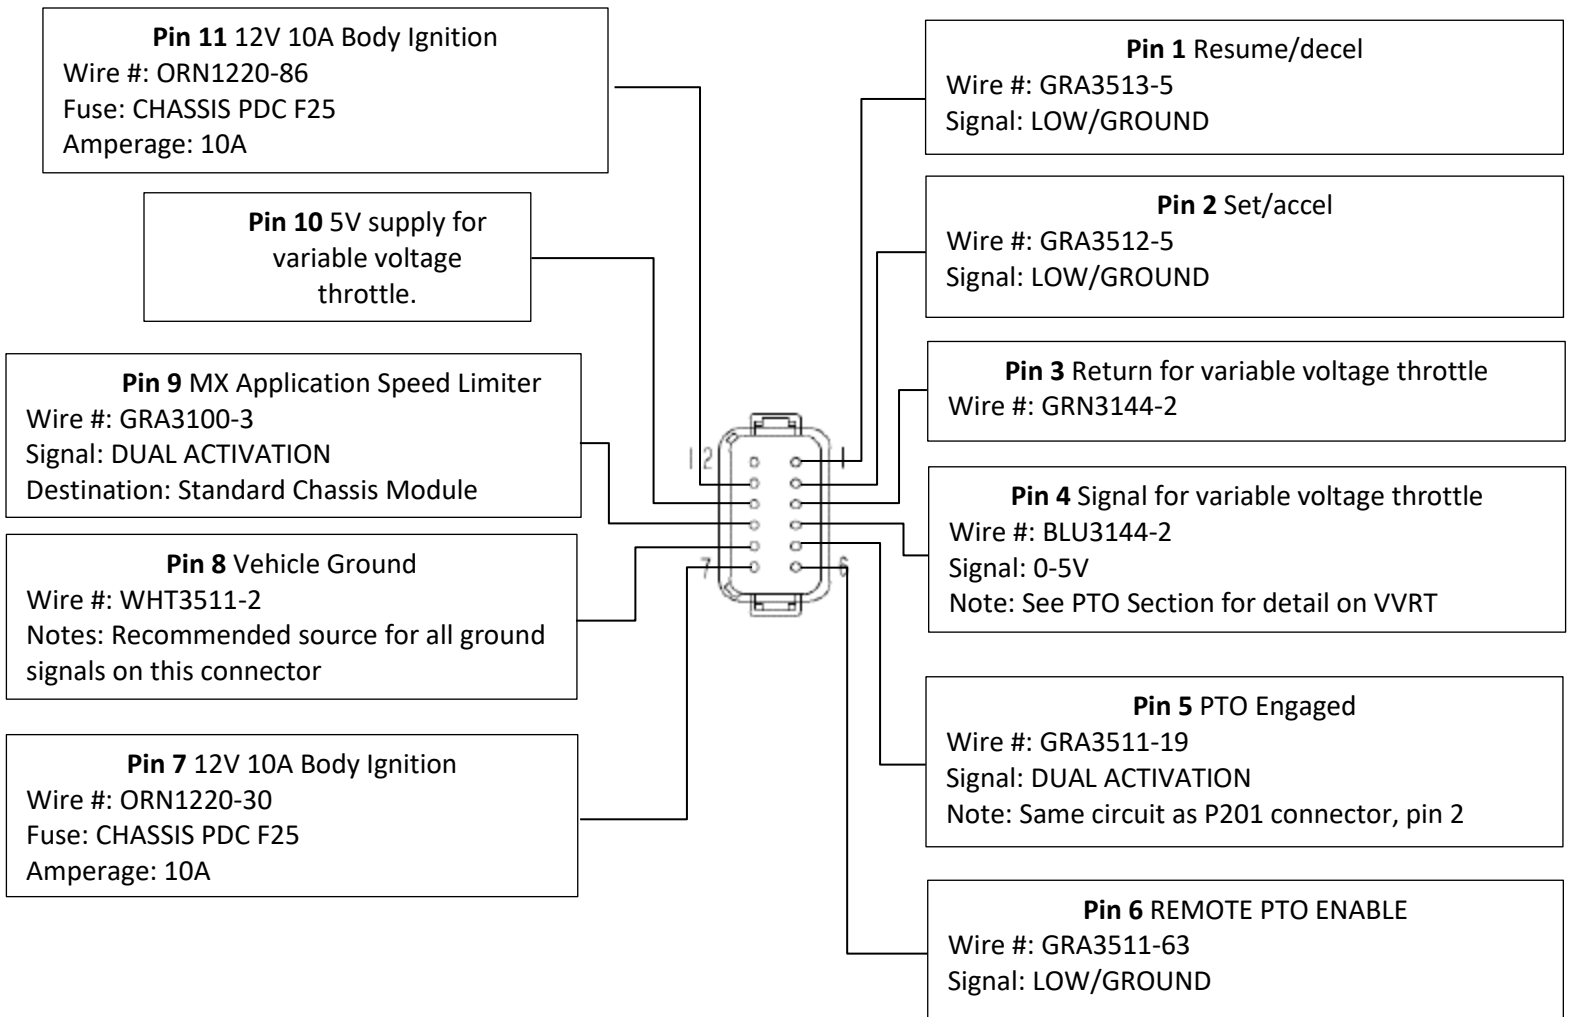 Pin 11 12V 10A Body Ignition
Wire #: ORN1220-86
Fuse: CHASSIS PDC F25
Amperage: 10A
Pin 10 5V supply for
variable voltage
throttle.
Pin 9 MX Application Speed Limiter
Wire #: GRA3100-3
Signal: DUAL ACTIVATION
Destination: Standard Chassis Module
Pin 8 Vehicle Ground
Wire #: WHT3511-2
Notes: Recommended source for all ground
signals on this connector
Pin 7 12V 10A Body Ignition
Wire #: ORN1220-30
Fuse: CHASSIS PDC F25
Amperage: 10A
12
1
7
6
Pin 1 Resume/decel
Wire #: GRA3513-5
Signal: LOW/GROUND
Pin 2 Set/accel
Wire #: GRA3512-5
Signal: LOW/GROUND
Pin 3 Return for variable voltage throttle
Wire #: GRN3144-2
Pin 4 Signal for variable voltage throttle
Wire #: BLU3144-2
Signal: 0-5V
Note: See PTO Section for detail on VVRT
Pin 5 PTO Engaged
Wire #: GRA3511-19
Signal: DUAL ACTIVATION
Note: Same circuit as P201 connector, pin 2
Pin 6 REMOTE PTO ENABLE
Wire #: GRA3511-63
Signal: LOW/GROUND